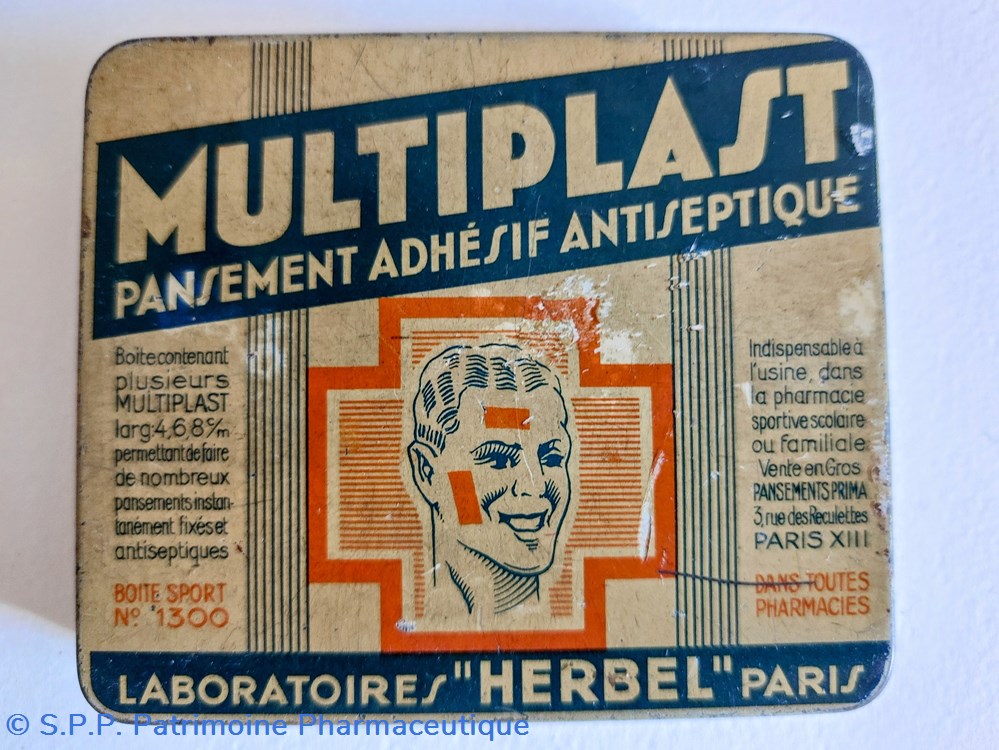 MULTIPLAST
PANSEMENT ADHÉSIF ANTISEPTIQUE
Boîte contenant
plusieurs
MULTIPLAST
larg: 4,6,8 c/m
permettant de faire
de nombreux
pansements instan-
tanément fixés et
antiseptiques
BOITE SPORT
Nº 1300
Indispensable à
l'usine, dans
la pharmacie
sportive scolaire
ou familiale
Vente en Gros
PANSEMENTS PRIMA
3, rue des Reculettes
PARIS XIII
DANS TOUTES
PHARMACIES
LABORATOIRES "HERBEL" PARIS
© S.P.P. Patrimoine Pharmaceutique